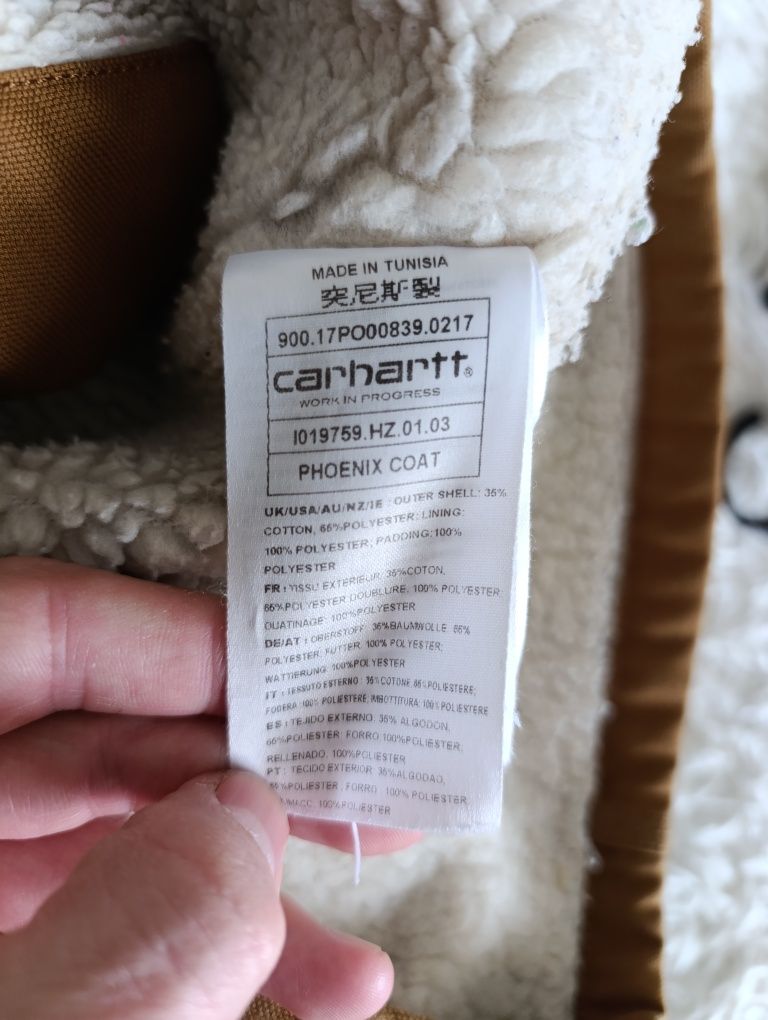 MADE IN TUNISIA
突尼斯製
900.17PO00839.0217
carhartt®
WORK IN PROGRESS
I019759.HZ.01.03
PHOENIX COAT
UK/USA/AU/NZ/IE : OUTER SHELL: 35%
COTTON, 65%POLYESTER; LINING:
100% POLYESTER; PADDING:100%
POLYESTER
FR : TISSU EXTERIEUR: 35%COTON,
65%POLYESTER DOUBLURE, 100% POLYESTER
OUATINAGE: 100%POLYESTER
DE/AT : OBERSTOFF: 35%BAUMWOLLE, 65%
POLYESTER, FUTTER, 100% POLYESTER;
WATTIERUNG, 100%POLYESTER
IT : TESSUTO ESTERNO : 35%COTONE, 65%POLIESTERE;
FODERA: 100% POLIESTERE; IMBOTTITURA: 100%POLIESTERE
ES : TEJIDO EXTERNO, 35% ALGODON,
65%POLIESTER; FORRO,100%POLIESTER;
RELLENADO, 100%POLIESTER
PT : TECIDO EXTERIOR: 35%ALGODAO,
65%POLIESTER, FORRO, 100% POLIESTER,
100%POLIESTER